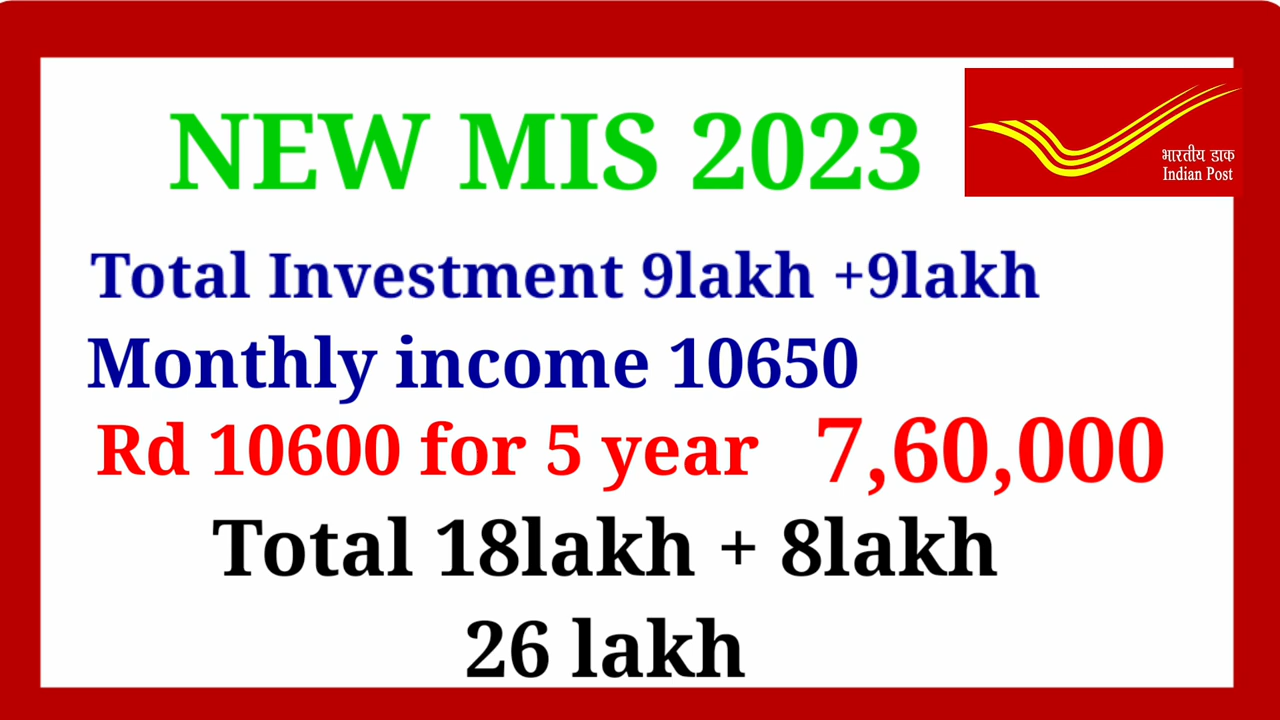 NEW MIS 2023
भारतीय डाक
Indian Post
Total Investment 9lakh +9lakh
Monthly income 10650
Rd 10600 for 5 year 7,60,000
Total 18lakh + 8lakh
26 lakh